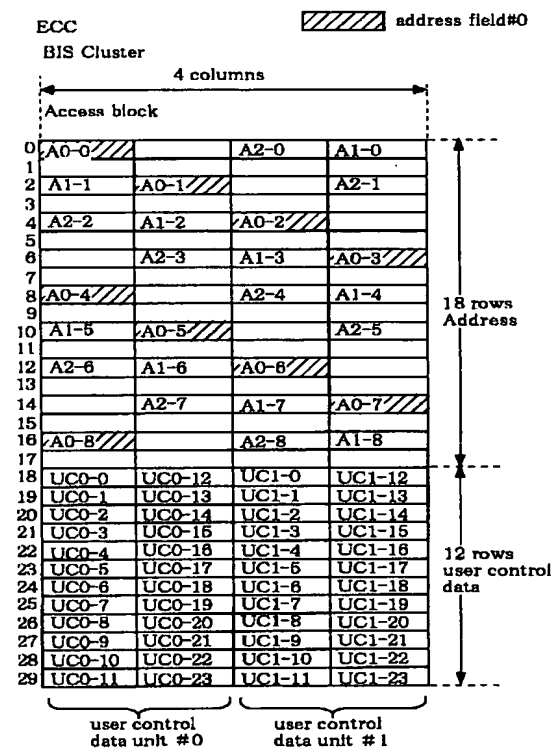 ECC
address field#0
BIS Cluster
4 columns
Access block
0 A0-0 A2-0 A1-0
1
2 A1-1 A0-1 A2-1
3
4 A2-2 A1-2 A0-2
5
6 A2-3 A1-3 A0-3
7
8 A0-4 A2-4 A1-4
9
10 A1-5 A0-5 A2-5
11
12 A2-6 A1-6 A0-6
13
14 A2-7 A1-7 A0-7
15
16 A0-8 A2-8 A1-8
17
18 rows
Address
18 UC0-0 UC0-12 UC1-0 UC1-12
19 UC0-1 UC0-13 UC1-1 UC1-13
20 UC0-2 UC0-14 UC1-2 UC1-14
21 UC0-3 UC0-15 UC1-3 UC1-15
22 UC0-4 UC0-16 UC1-4 UC1-16
23 UC0-5 UC0-17 UC1-5 UC1-17
24 UC0-6 UC0-18 UC1-6 UC1-18
25 UC0-7 UC0-19 UC1-7 UC1-19
26 UC0-8 UC0-20 UC1-8 UC1-20
27 UC0-9 UC0-21 UC1-9 UC1-21
28 UC0-10 UC0-22 UC1-10 UC1-22
29 UC0-11 UC0-23 UC1-11 UC1-23
12 rows
user control
data
user control
data unit #0
user control
data unit #1